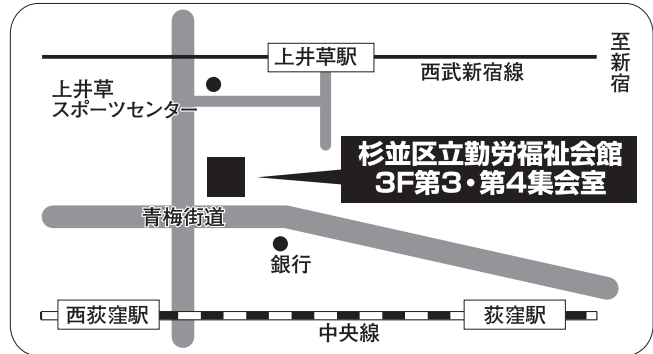 上井草駅
西武新宿線
至新宿
上井草
スポーツセンター
杉並区立勤労福祉会館
3F第3・第4集会室
青梅街道
銀行
西荻窪駅
荻窪駅
中央線